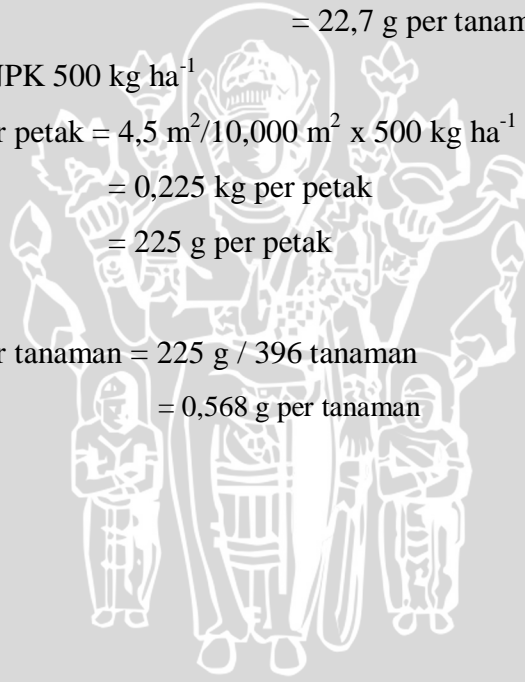 = 22,7 g per tanam
NPK 500 kg ha-1
r petak = 4,5 m2/10,000 m2 x 500 kg ha-1
= 0,225 kg per petak
= 225 g per petak
r tanaman = 225 g / 396 tanaman
= 0,568 g per tanaman